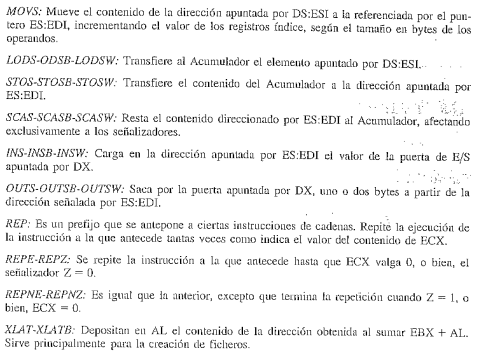 MOVS: Mueve el contenido de la dirección apuntada por DS:ESI a la referenciada por el pun-
tero ES:EDI, incrementando el valor de los registros índice, según el tamaño en bytes de los
operandos.
LODS-ODSB-LODSW: Transfiere al Acumulador el elemento apuntado por DS:ESI.
STOS-STOSB-STOSW: Transfiere el contenido del Acumulador a la dirección apuntada por
ES:EDI.
SCAS-SCASB-SCASW: Resta el contenido direccionado por ES:EDI al Acumulador, afectando
exclusivamente a los señalizadores.
INS-INSB-INSW: Carga en la dirección apuntada por ES:EDI el valor de la puerta de E/S
apuntada por DX.
OUTS-OUTSB-OUTSW: Saca por la puerta apuntada por DX, uno o dos bytes a partir de la
dirección señalada por ES:EDI.
REP: Es un prefijo que se antepone a ciertas instrucciones de cadenas. Repite la ejecución de
la instrucción a la que antecede tantas veces como indica el valor del contenido de ECX.
REPE-REPZ: Se repite la instrucción a la que antecede hasta que ECX valga 0, o bien, el
señalizador Z = 0.
REPNE-REPNZ: Es igual que la anterior, excepto que termina la repetición cuando Z = 1, o
bien, ECX = 0.
XLAT-XLATB: Depositan en AL el contenido de la dirección obtenida al sumar EBX + AL.
Sirve principalmente para la creación de ficheros.